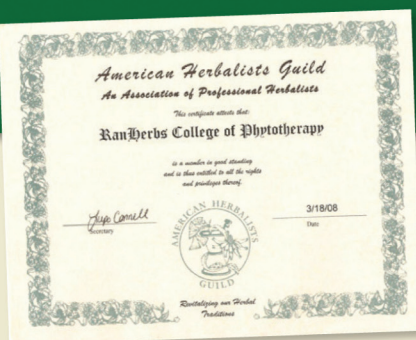 American Herbalists Guild
An Association of Professional Herbalists
This certificate attests that:
RanHerbs College of Phytotherapy
is a member in good standing
and is thus entitled to all the rights
and privileges thereof.
Connell
Secretary
3/18/08
Date
AMERICAN HERBALISTS
GUILD
Revitalizing our Herbal
Traditions